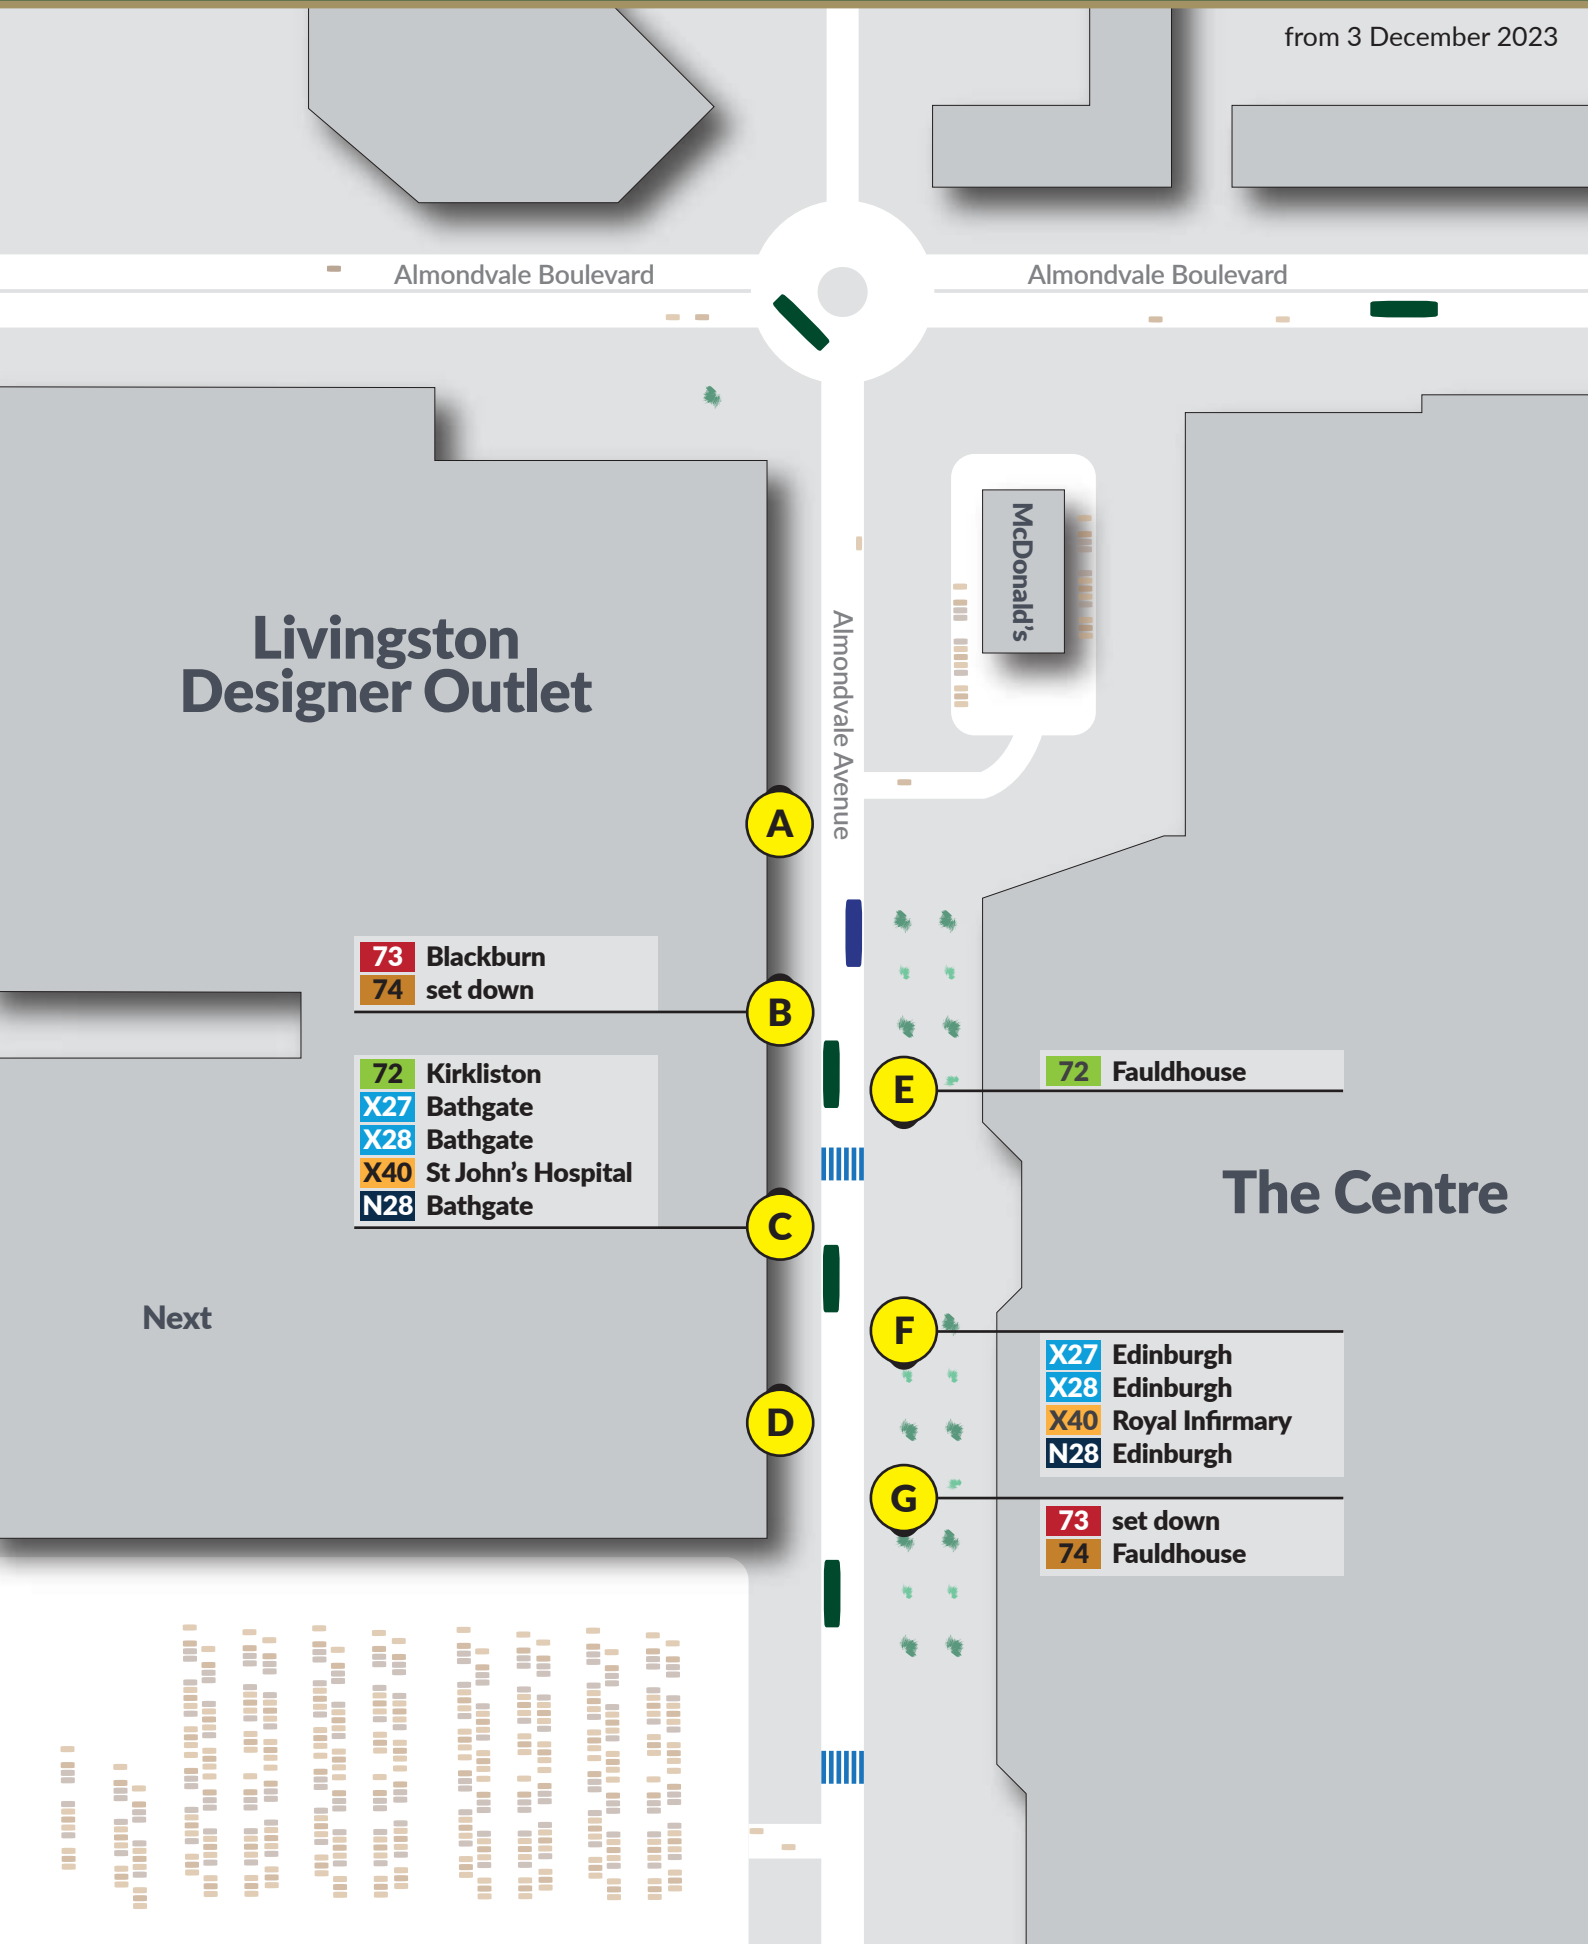 from 3 December 2023
Almondvale Boulevard
Almondvale Boulevard
McDonald's
Livingston
Designer Outlet
Almondvale Avenue
A
73 Blackburn
74 set down
B
72 Kirkliston
X27 Bathgate
X28 Bathgate
X40 St John's Hospital
N28 Bathgate
C
E
72 Fauldhouse
The Centre
Next
F
X27 Edinburgh
X28 Edinburgh
X40 Royal Infirmary
N28 Edinburgh
D
G
73 set down
74 Fauldhouse